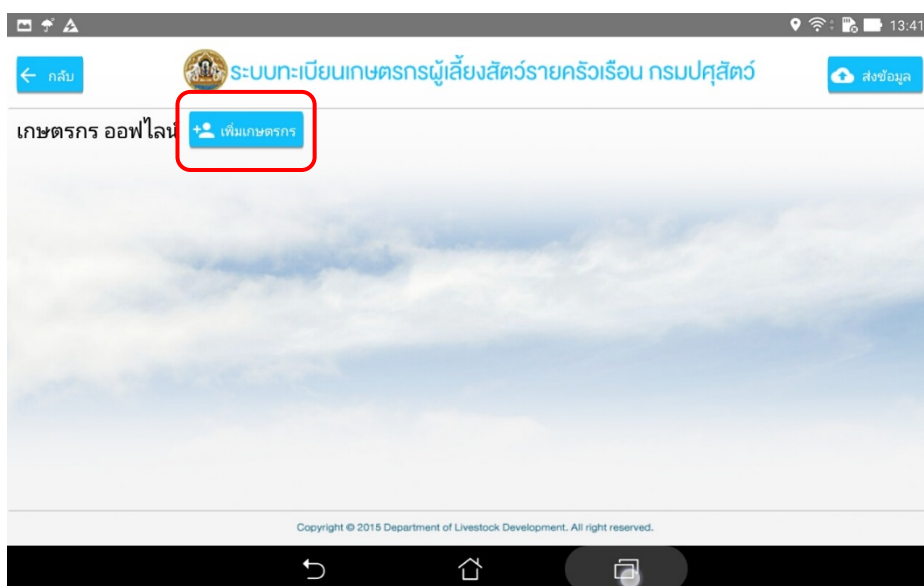 13:41
กลับ
ระบบทะเบียนเกษตรกรผู้เลี้ยงสัตว์รายครัวเรือน กรมปศุสัตว์
ส่งข้อมูล
เกษตรกร ออฟไลน์
เพิ่มเกษตรกร
Copyright © 2015 Department of Livestock Development. All right reserved.